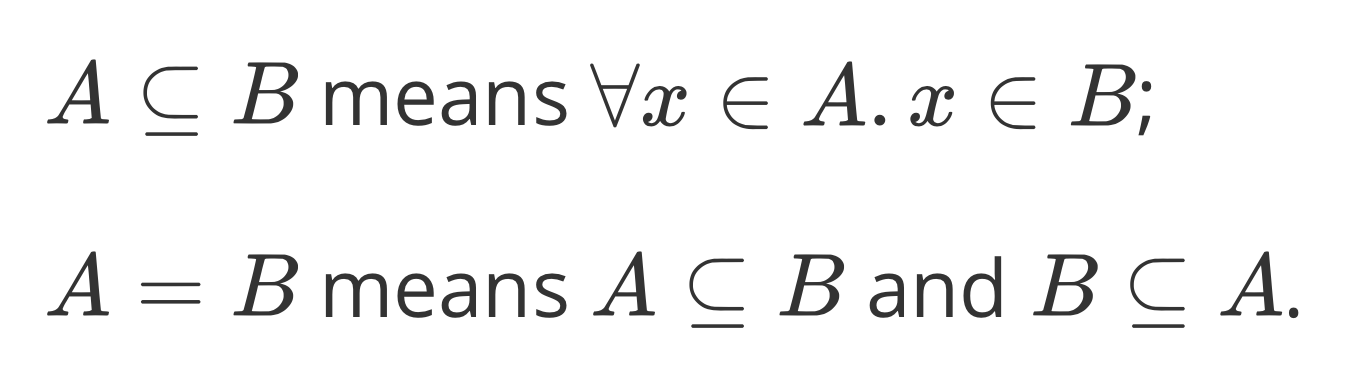 A ⊆ B means ∀x ∈ A. x ∈ B;
A = B means A ⊆ B and B ⊆ A.